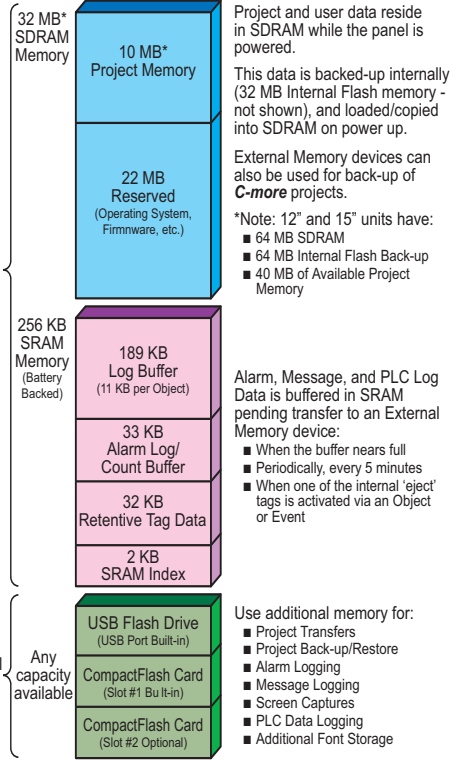 32 MB*
SDRAM
Memory
10 MB*
Project Memory
22 MB
Reserved
(Operating System,
Firmnware, etc.)
Project and user data reside
in SDRAM while the panel is
powered.
This data is backed-up internally
(32 MB Internal Flash memory -
not shown), and loaded/copied
into SDRAM on power up.
External Memory devices can
also be used for back-up of
C-more projects.
*Note: 12” and 15” units have:
■ 64 MB SDRAM
■ 64 MB Internal Flash Back-up
■ 40 MB of Available Project
Memory
256 KB
SRAM
Memory
(Battery
Backed)
189 KB
Log Buffer
(11 KB per Object)
33 KB
Alarm Log/
Count Buffer
32 KB
Retentive Tag Data
2 KB
SRAM Index
Alarm, Message, and PLC Log
Data is buffered in SRAM
pending transfer to an External
Memory device:
■ When the buffer nears full
■ Periodically, every 5 minutes
■ When one of the internal ‘eject’
tags is activated via an Object
or Event
Any
capacity
available
USB Flash Drive
(USB Port Built-in)
CompactFlash Card
(Slot #1 Bu lt-in)
CompactFlash Card
(Slot #2 Optional)
Use additional memory for:
■ Project Transfers
■ Project Back-up/Restore
■ Alarm Logging
■ Message Logging
■ Screen Captures
■ PLC Data Logging
■ Additional Font Storage